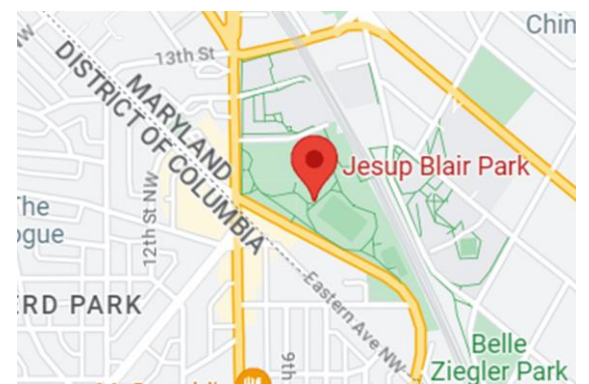 Chin
13th St
MARYLAND
DISTRICT OF COLUMBIA
Jesup Blair Park
The
ogue
12th St NW
ERD PARK
Eastern Ave NW
9th
Belle
Ziegler Park